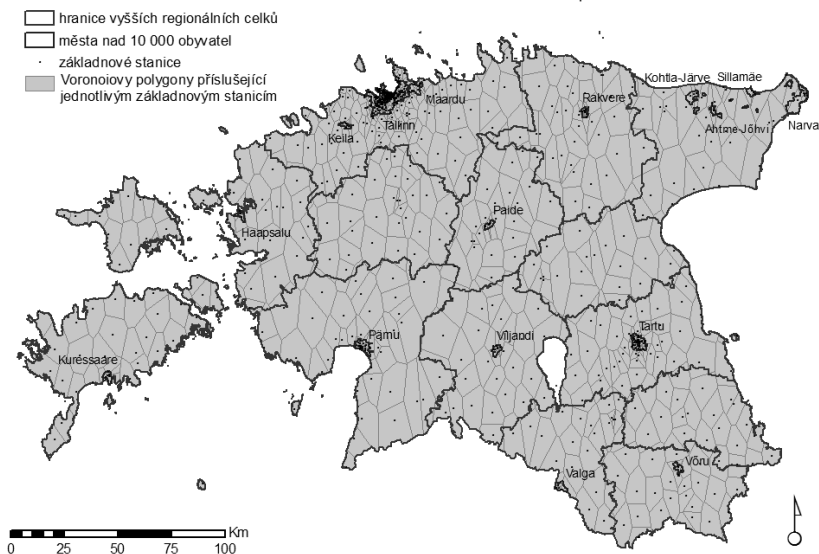 hranice vyšších regionálních celků
města nad 10 000 obyvatel
základnové stanice
Voronoiovy polygony příslušející
jednotlivým základnovým stanicím
Kohtla-Järve Sillamäe
Maardu
Rakvere
Tallinn
Narva
Ahtme-Jõhvi
Keila
Paide
Haapsalu
Tartu
Pärnu
Viljandi
Kuressaare
Võru
Valga
Km
0 25 50 75 100